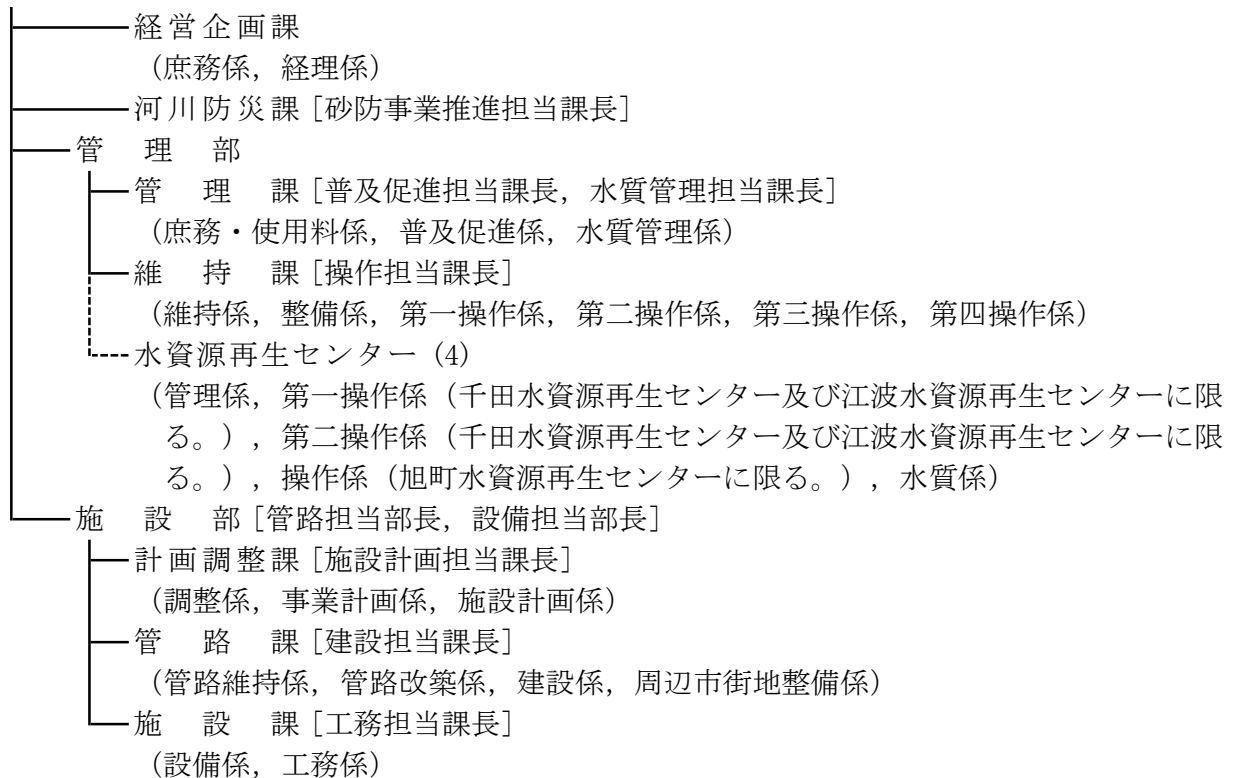 経営企画課
（庶務係，経理係）
河川防災課［砂防事業推進担当課長］
管　理　部
管　理　課［普及促進担当課長，水質管理担当課長］
（庶務・使用料係，普及促進係，水質管理係）
維　持　課［操作担当課長］
（維持係，整備係，第一操作係，第二操作係，第三操作係，第四操作係）
水資源再生センター（4）
（管理係，第一操作係（千田水資源再生センター及び江波水資源再生センターに限
る。），第二操作係（千田水資源再生センター及び江波水資源再生センターに限
る。），操作係（旭町水資源再生センターに限る。），水質係）
施　設　部［管路担当部長，設備担当部長］
計画調整課［施設計画担当課長］
（調整係，事業計画係，施設計画係）
管　路　課［建設担当課長］
（管路維持係，管路改築係，建設係，周辺市街地整備係）
施　設　課［工務担当課長］
（設備係，工務係）